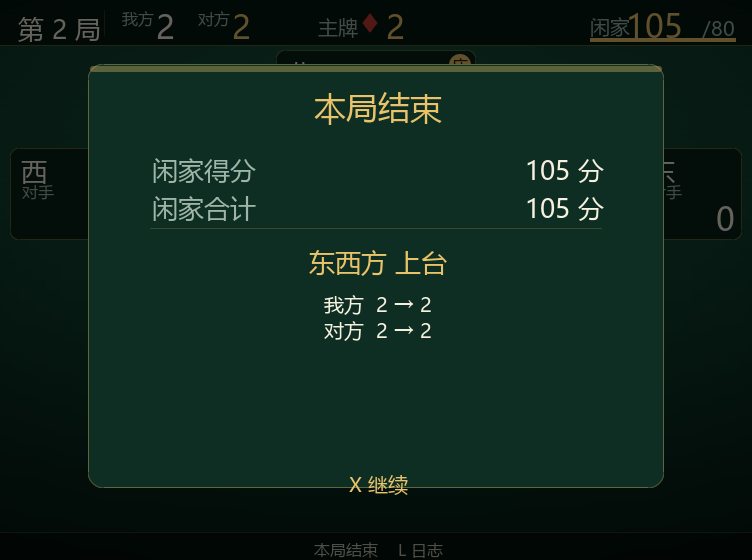 第 2 局 我方 2 对方 2 主牌 ♦ 2 闲家 105 /80
本局结束
西
对手
0
闲家得分 105 分
闲家合计 105 分
东西方 上台
我方 2 → 2
对方 2 → 2
X 继续
本局结束 L 日志